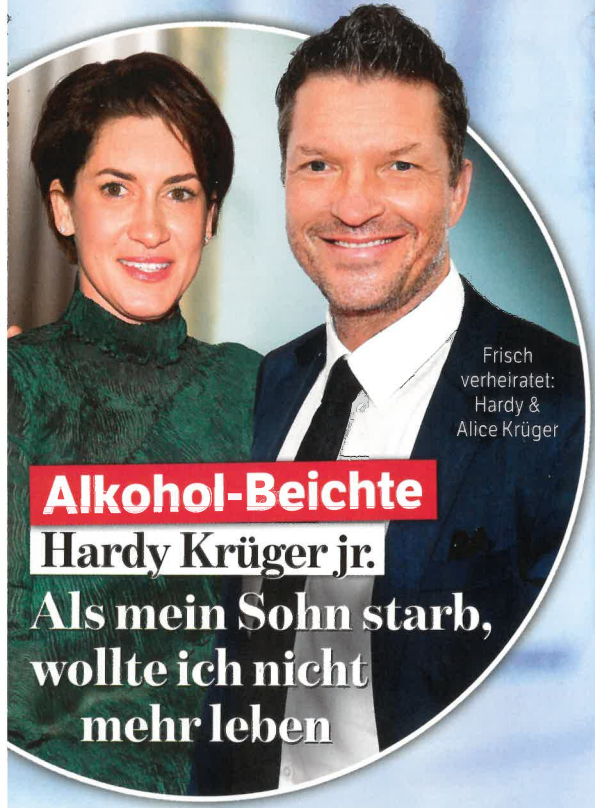 Frisch
verheiratet:
Hardy &
Alice Krüger
Alkohol-Beichte
Hardy Krüger jr.
Als mein Sohn starb,
wollte ich nicht
mehr leben